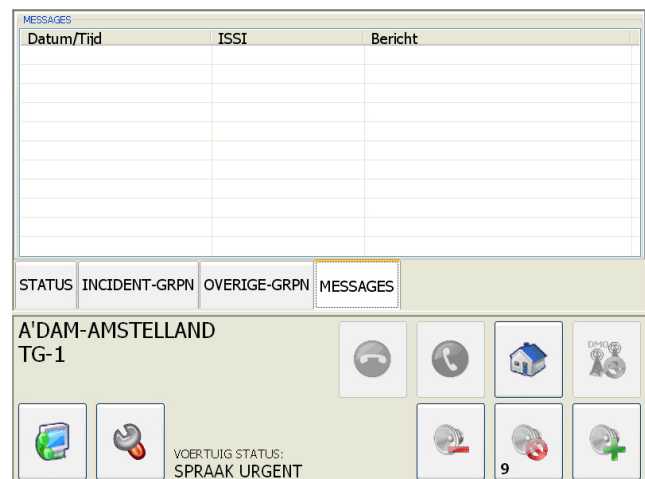 MESSAGES
Datum/Tijd ISSI Bericht
STATUS INCIDENT-GRPN OVERIGE-GRPN MESSAGES
A'DAM-AMSTELLAND
TG-1
DMO
VOERTUIG STATUS:
SPRAAK URGENT
9